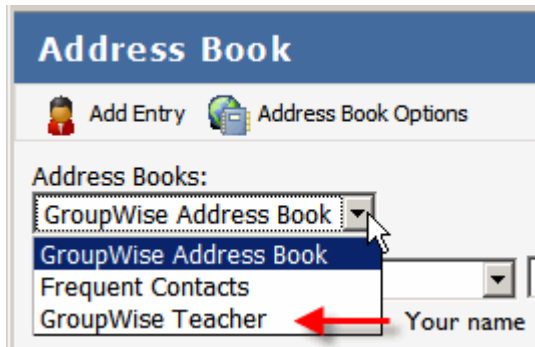 Address Book
Add Entry Address Book Options
Address Books:
GroupWise Address Book
GroupWise Address Book
Frequent Contacts
GroupWise Teacher
Your name